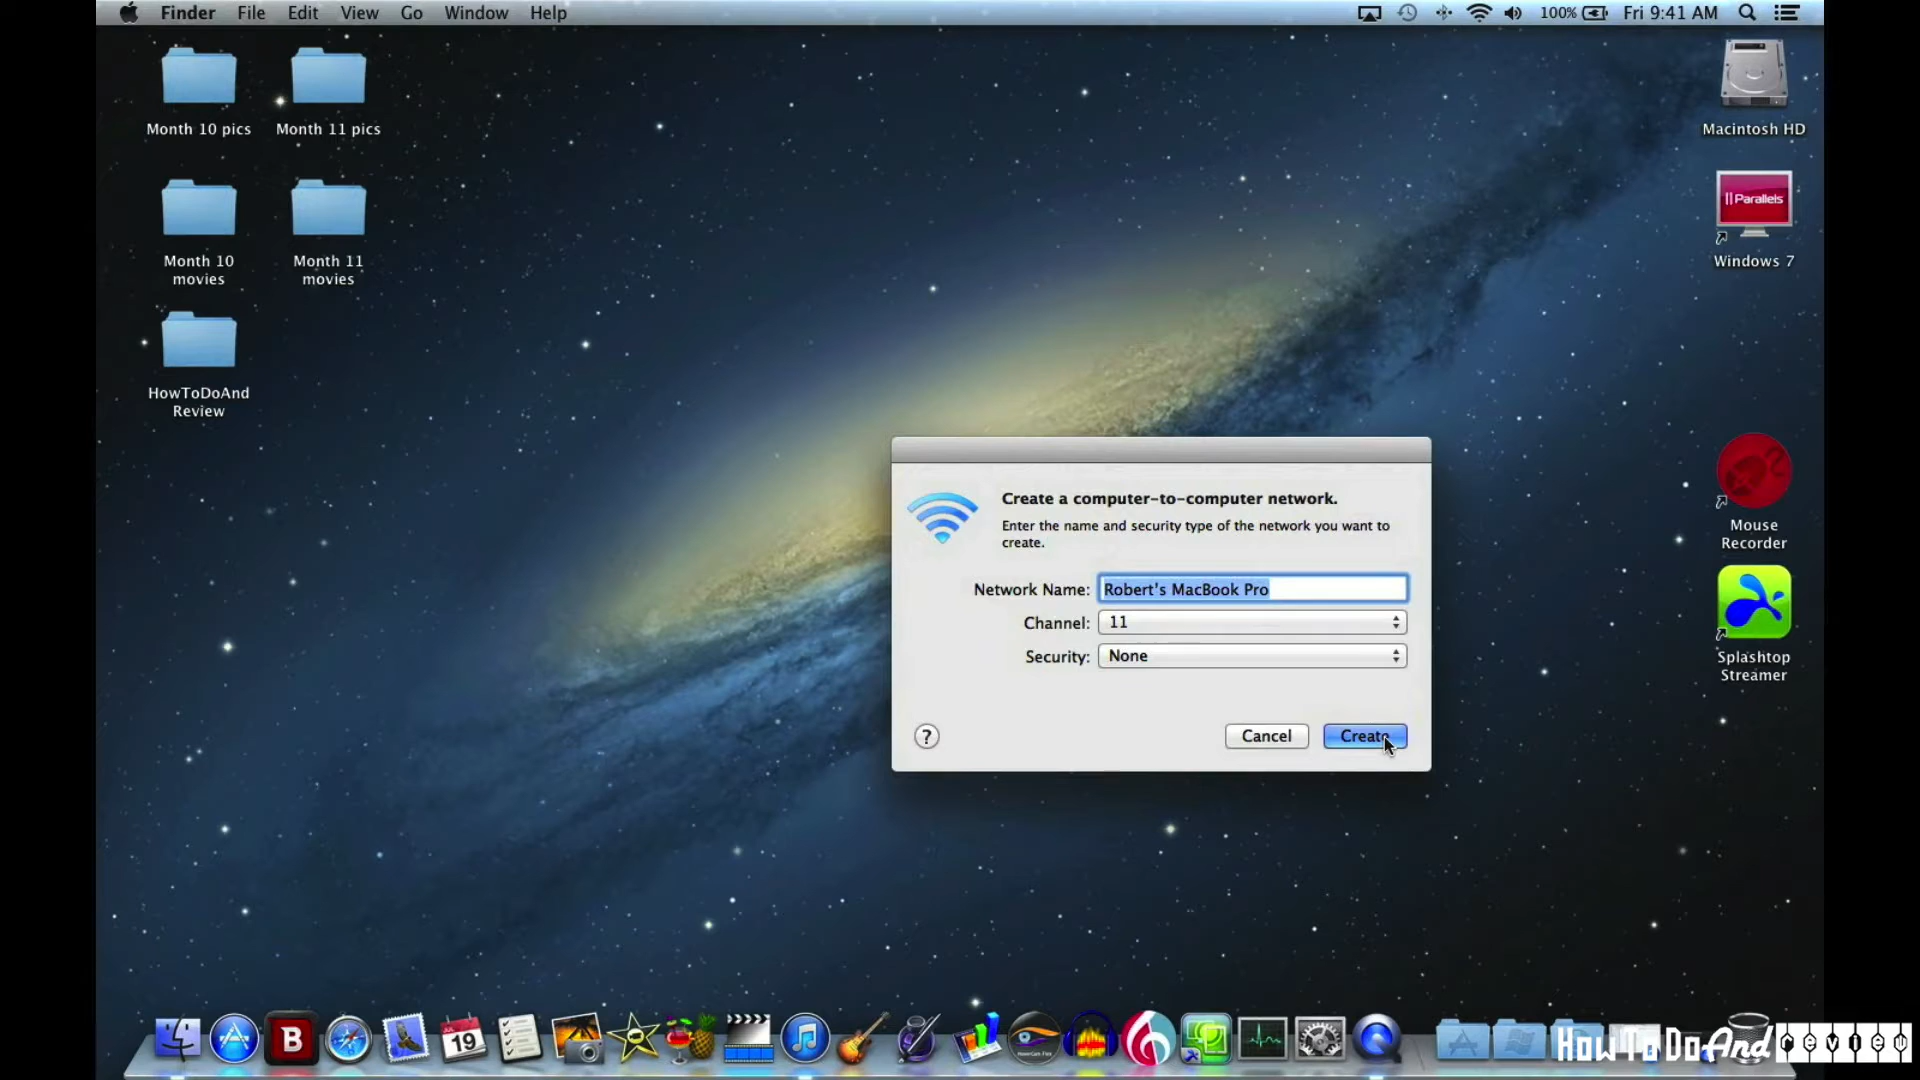 Finder File Edit View Go Window Help
100% Fri 9:41 AM
Month 10 pics
Month 11 pics
Month 10
movies
Month 11
movies
HowToDoAnd
Review
Macintosh HD
Parallels
Windows 7
Mouse
Recorder
Splashtop
Streamer
Create a computer-to-computer network.
Enter the name and security type of the network you want to
create.
Network Name: Robert's MacBook Pro
Channel: 11
Security: None
?
Cancel
Create
B
JUL
19
HowToDoAnd review